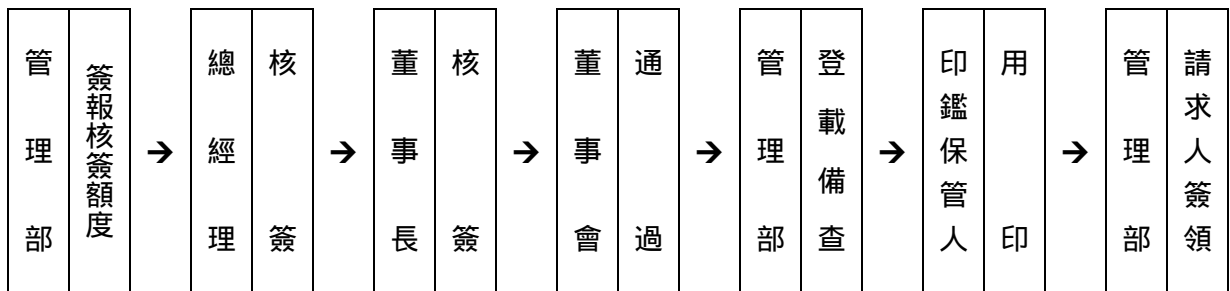 管理部
簽報核簽額度
→
總經理
核簽
→
董事長
核簽
→
董事會
通過
→
管理部
登載備查
→
印鑑保管人
用印
→
管理部
請求人簽領